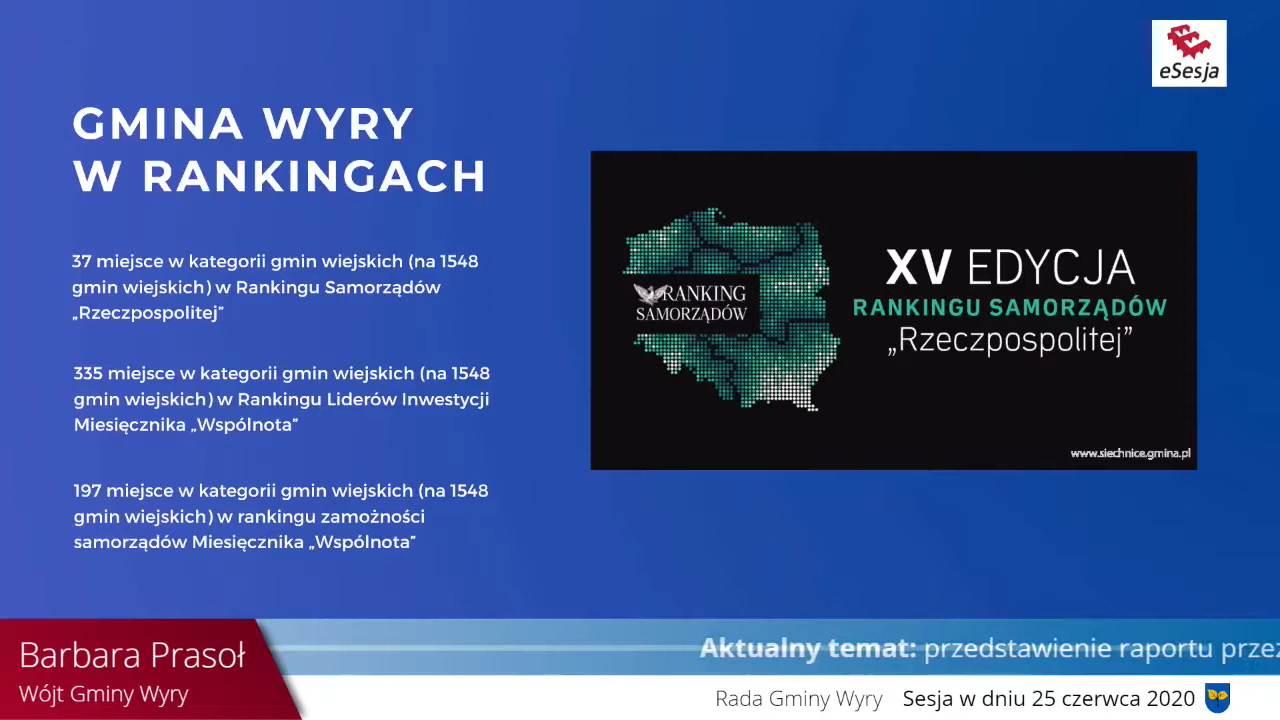 eSesja
GMINA WYRY
W RANKINGACH
37 miejsce w kategorii gmin wiejskich (na 1548
gmin wiejskich) w Rankingu Samorządów
„Rzeczpospolitej”
335 miejsce w kategorii gmin wiejskich (na 1548
gmin wiejskich) w Rankingu Liderów Inwestycji
Miesięcznika „Wspólnota”
197 miejsce w kategorii gmin wiejskich (na 1548
gmin wiejskich) w rankingu zamożności
samorządów Miesięcznika „Wspólnota”
RANKING
SAMORZĄDÓW
XV EDYCJA
RANKINGU SAMORZĄDÓW
„Rzeczpospolitej”
www.siechnice.gmina.pl
Barbara Prasoł
Wójt Gminy Wyry
Aktualny temat: przedstawienie raportu przez
Rada Gminy Wyry Sesja w dniu 25 czerwca 2020